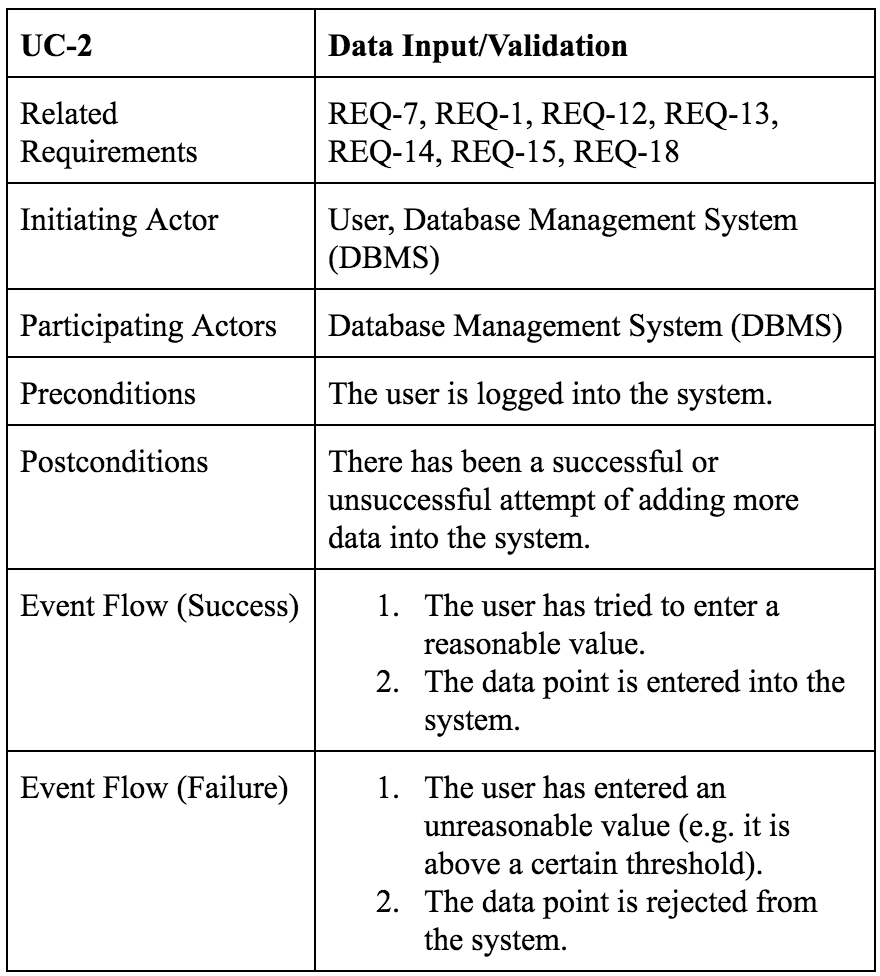 UC-2
Data Input/Validation
Related
Requirements
REQ-7, REQ-1, REQ-12, REQ-13,
REQ-14, REQ-15, REQ-18
Initiating Actor
User, Database Management System
(DBMS)
Participating Actors
Database Management System (DBMS)
Preconditions
The user is logged into the system.
Postconditions
There has been a successful or
unsuccessful attempt of adding more
data into the system.
Event Flow (Success)
1. The user has tried to enter a
reasonable value.
2. The data point is entered into the
system.
Event Flow (Failure)
1. The user has entered an
unreasonable value (e.g. it is
above a certain threshold).
2. The data point is rejected from
the system.